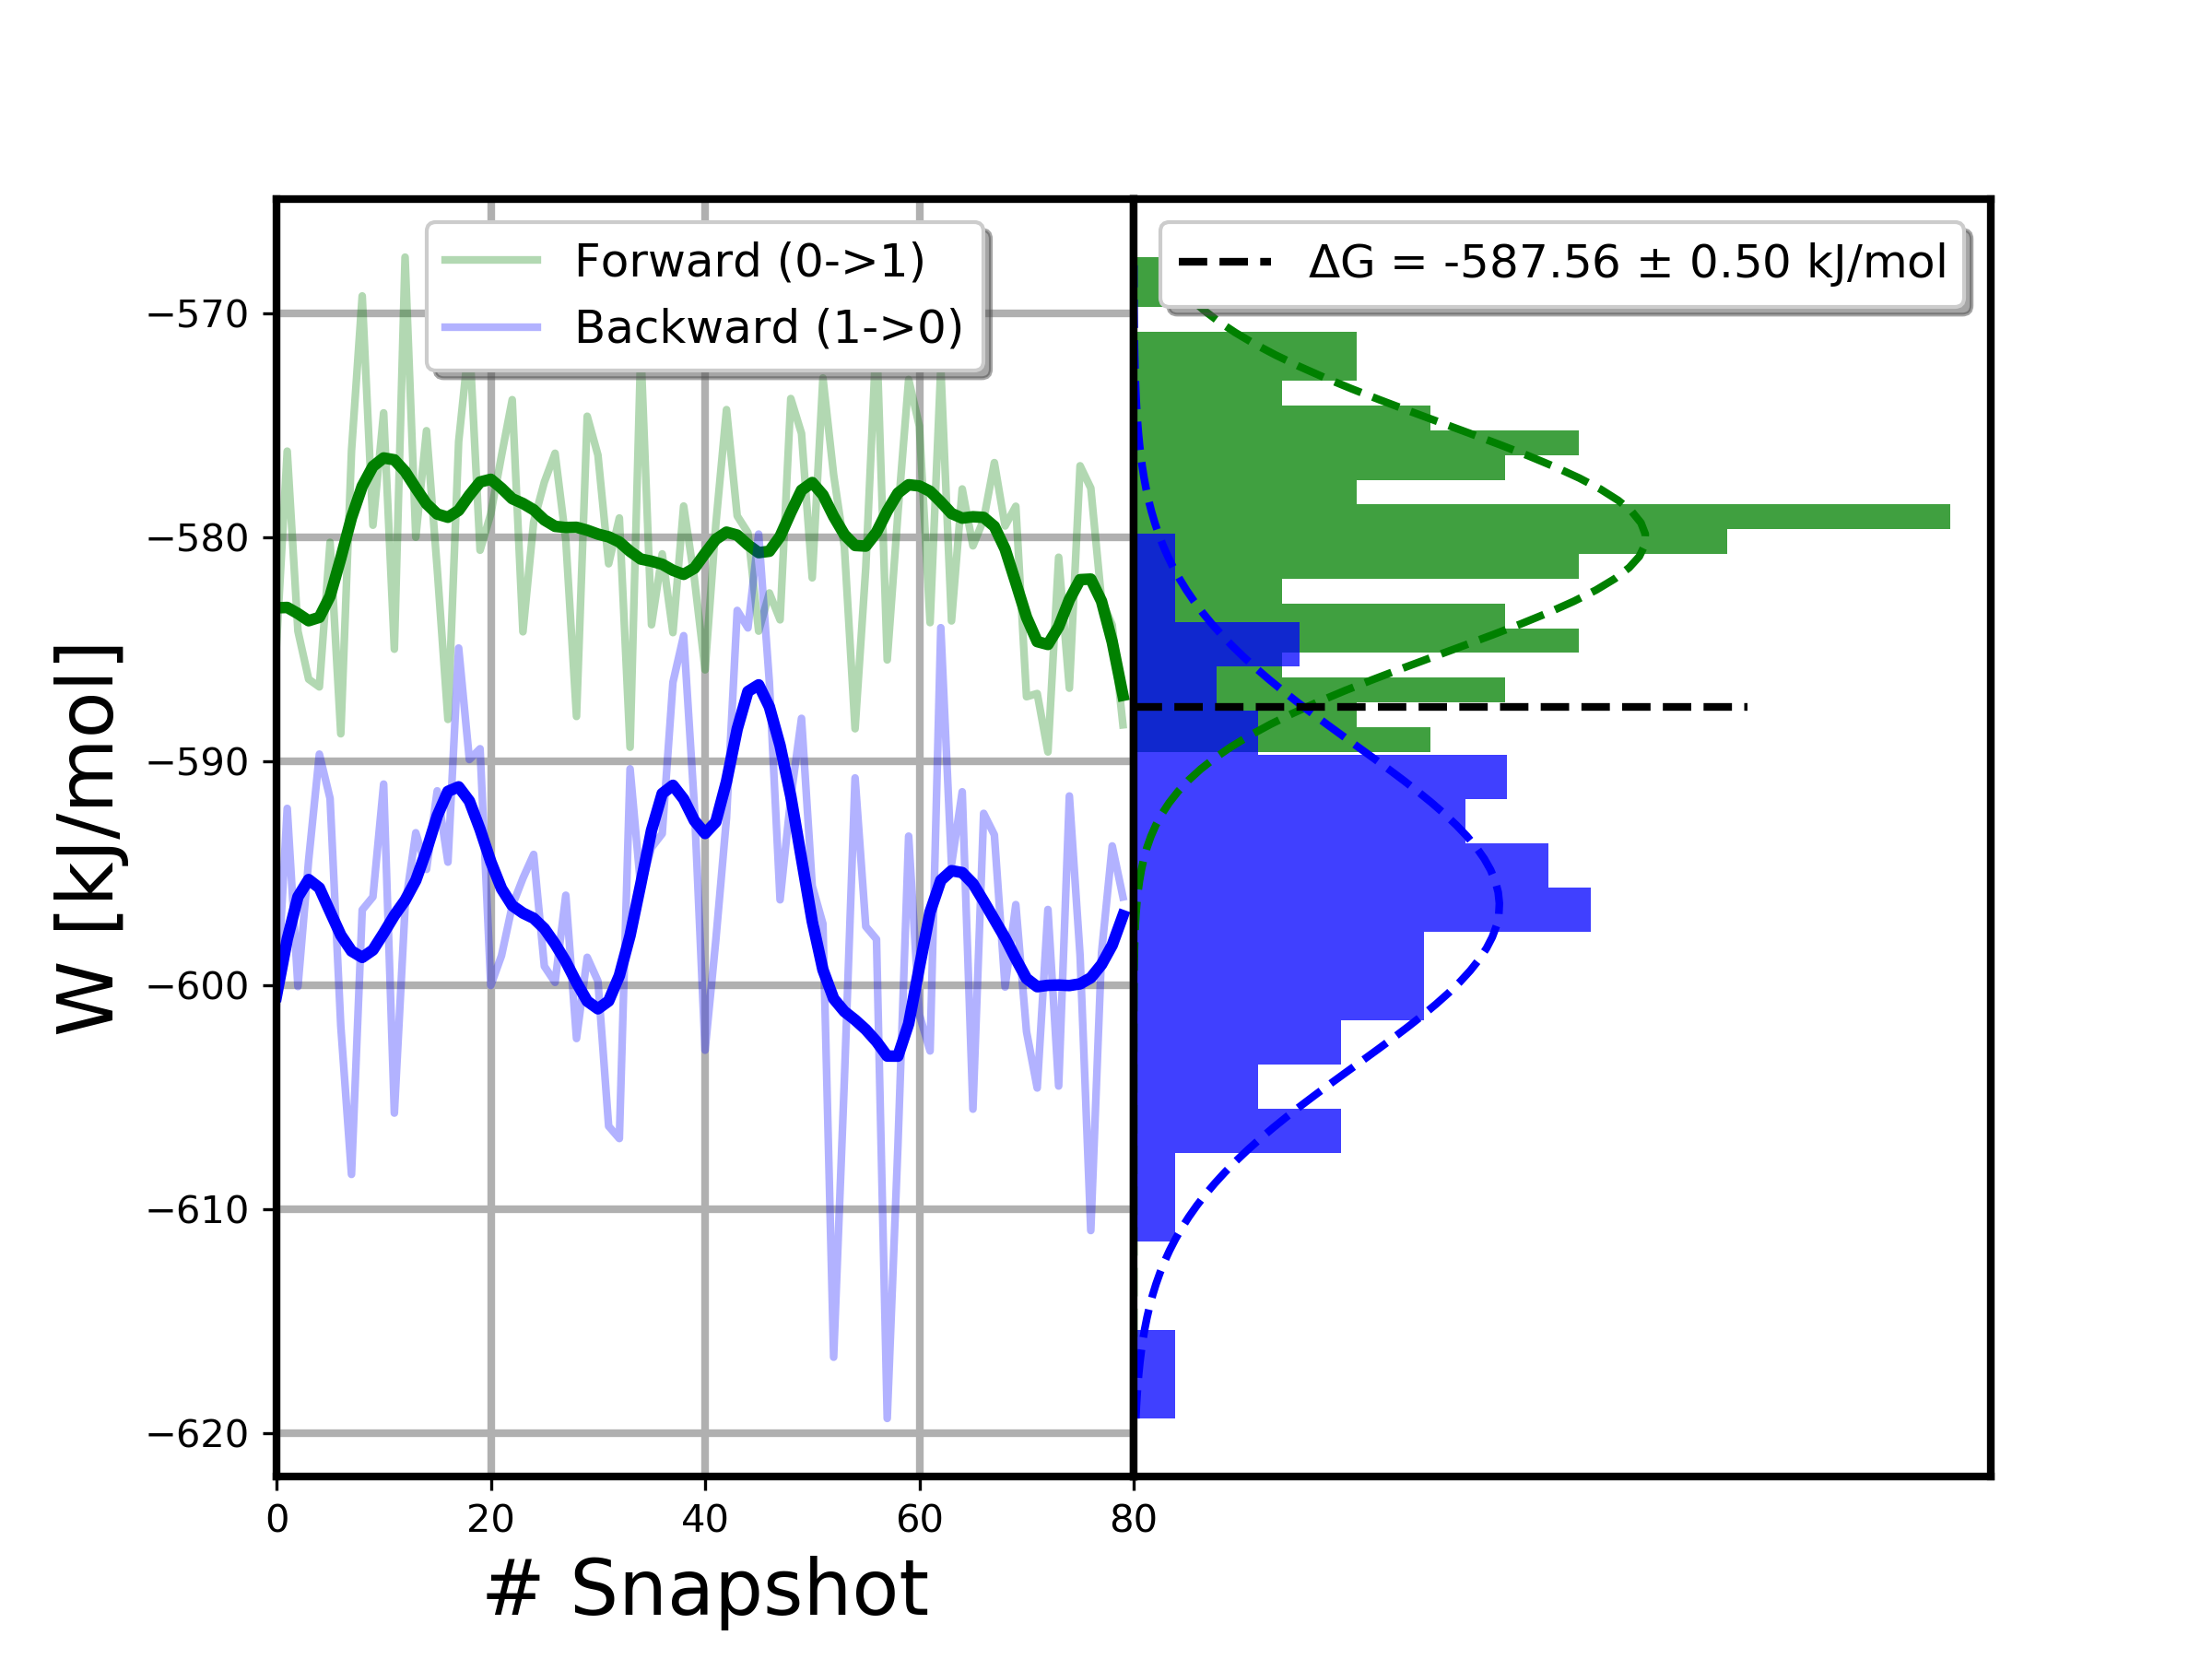 Forward (0->1)
Backward (1->0)
ΔG = -587.56 ± 0.50 kJ/mol
−570
−580
−590
−600
−610
−620
W [kJ/mol]
0 20 40 60 80
# Snapshot